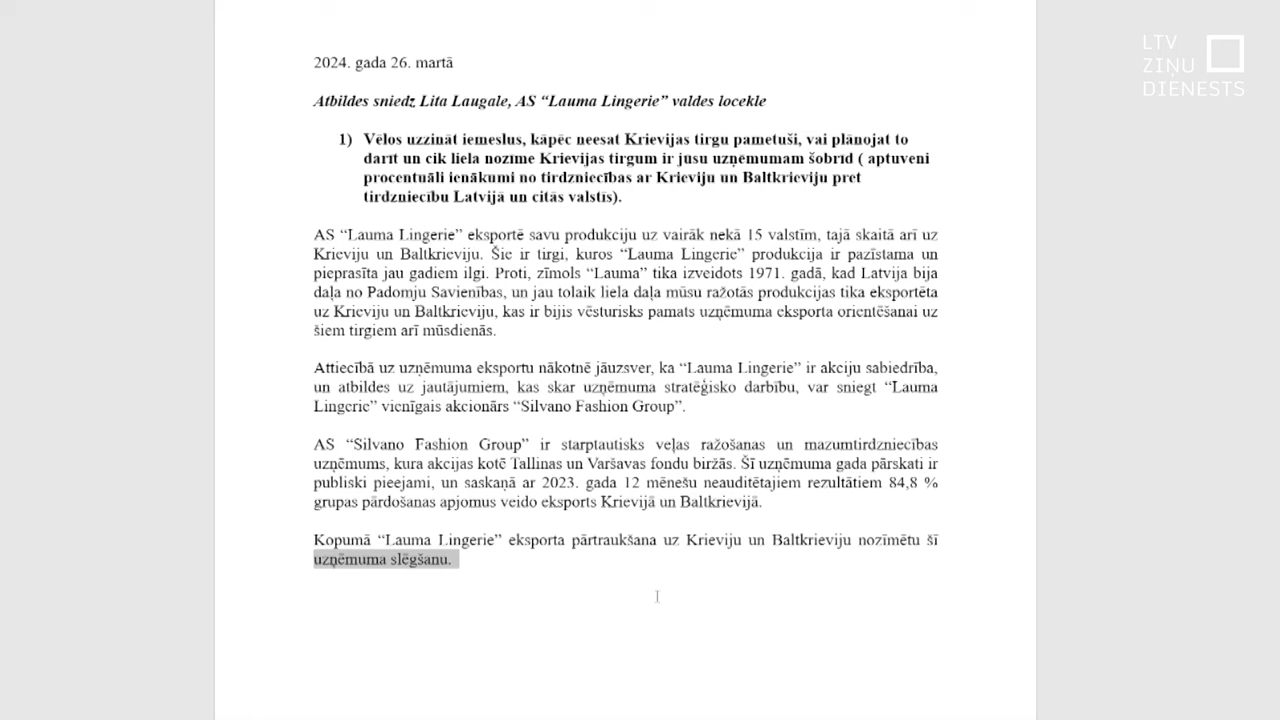 LTV
ZIŅU
DIENESTS
2024. gada 26. martā
Atbildes sniedz Lita Laugale, AS “Lauma Lingerie” valdes locekle
1) Vēlos uzzināt iemeslus, kāpēc neesat Krievijas tirgu pametuši, vai plānojat to
darīt un cik liela nozīme Krievijas tirgum ir jūsu uzņēmumam šobrīd ( aptuveni
procentuāli ienākumi no tirdzniecības ar Krieviju un Baltkrieviju pret
tirdzniecību Latvijā un citās valstīs).
AS “Lauma Lingerie” eksportē savu produkciju uz vairāk nekā 15 valstīm, tajā skaitā arī uz
Krieviju un Baltkrieviju. Šie ir tirgi, kuros “Lauma Lingerie” produkcija ir pazīstama un
pieprasīta jau gadiem ilgi. Proti, zīmols “Lauma” tika izveidots 1971. gadā, kad Latvija bija
daļa no Padomju Savienības, un jau tolaik liela daļa mūsu ražotās produkcijas tika eksportēta
uz Krieviju un Baltkrieviju, kas ir bijis vēsturisks pamats uzņēmuma eksporta orientēšanai uz
šiem tirgiem arī mūsdienās.
Attiecībā uz uzņēmuma eksportu nākotnē jāuzsver, ka “Lauma Lingerie” ir akciju sabiedrība,
un atbildes uz jautājumiem, kas skar uzņēmuma stratēģisko darbību, var sniegt “Lauma
Lingerie” vienīgais akcionārs “Silvano Fashion Group”.
AS “Silvano Fashion Group” ir starptautisks veļas ražošanas un mazumtirdzniecības
uzņēmums, kura akcijas kotē Tallinas un Varšavas fondu biržās. Šī uzņēmuma gada pārskati ir
publiski pieejami, un saskaņā ar 2023. gada 12 mēnešu neauditētajiem rezultātiem 84,8 %
grupas pārdošanas apjomus veido eksports Krievijā un Baltkrievijā.
Kopumā “Lauma Lingerie” eksporta pārtraukšana uz Krieviju un Baltkrieviju nozīmētu šī
uzņēmuma slēgšanu.